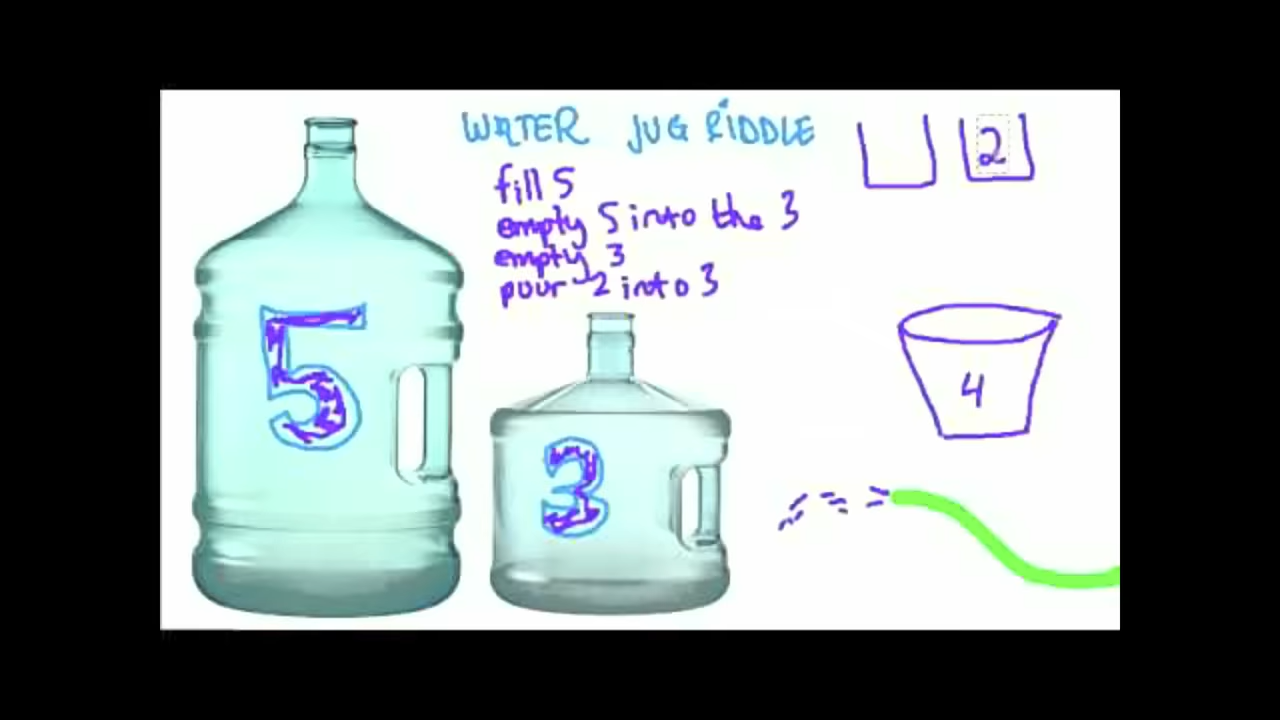 WATER JUG RIDDLE
fill 5
empty 5 into the 3
empty 3
pour 2 into 3
2
5
3
4